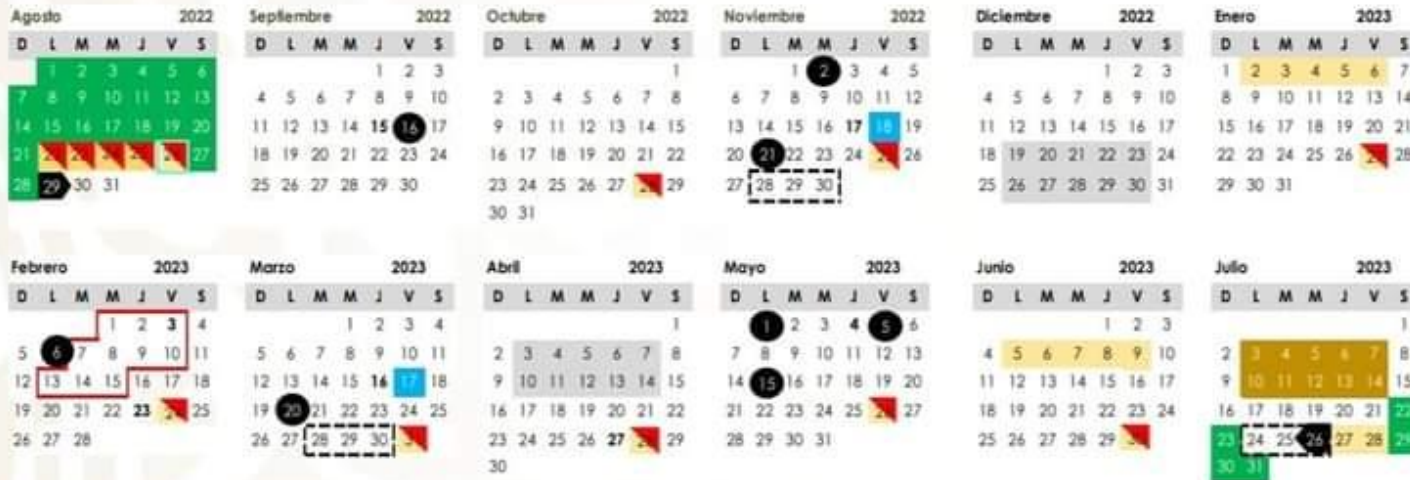 Agosto 2022 Septiembre 2022 Octubre 2022 Noviembre 2022 Diciembre 2022 Enero 2023
D L M M J V S D L M M J V S D L M M J V S D L M M J V S D L M M J V S D L M M J V S
1 2 3 4 5 6 1 2 3 1 1 2 3 4 5 1 2 3 1 2 3 4 5 6 7
7 8 9 10 11 12 13 4 5 6 7 8 9 10 2 3 4 5 6 7 8 6 7 8 9 10 11 12 4 5 6 7 8 9 10 8 9 10 11 12 13 14
14 15 16 17 18 19 20 11 12 13 14 15 16 17 9 10 11 12 13 14 15 13 14 15 16 17 18 19 11 12 13 14 15 16 17 15 16 17 18 19 20 21
21 27 18 19 20 21 22 23 24 16 17 18 19 20 21 22 20 21 22 23 24 26 18 19 20 21 22 23 24 22 23 24 25 26 28
28 29 30 31 25 26 27 28 29 30 23 24 25 26 27 29 27 28 29 30 25 26 27 28 29 30 31 29 30 31
30 31
Febrero 2023 Marzo 2023 Abril 2023 Mayo 2023 Junio 2023 Julio 2023
D L M M J V S D L M M J V S D L M M J V S D L M M J V S D L M M J V S D L M M J V S
1 2 3 4 1 2 3 4 1 1 2 3 4 5 6 1 2 3 1
5 6 7 8 9 10 11 5 6 7 8 9 10 11 2 3 4 5 6 7 8 7 8 9 10 11 12 13 4 5 6 7 8 9 10 2 3 4 5 6 7 8
12 13 14 15 16 17 18 12 13 14 15 16 17 18 9 10 11 12 13 14 15 14 15 16 17 18 19 20 11 12 13 14 15 16 17 9 10 11 12 13 14 15
19 20 21 22 23 25 19 20 21 22 23 24 25 16 17 18 19 20 21 22 21 22 23 24 25 27 18 19 20 21 22 23 24 16 17 18 19 20 21 22
26 27 28 26 27 28 29 30 23 24 25 26 27 29 28 29 30 31 25 26 27 28 29 23 24 25 26 27 28 29
30 30 31